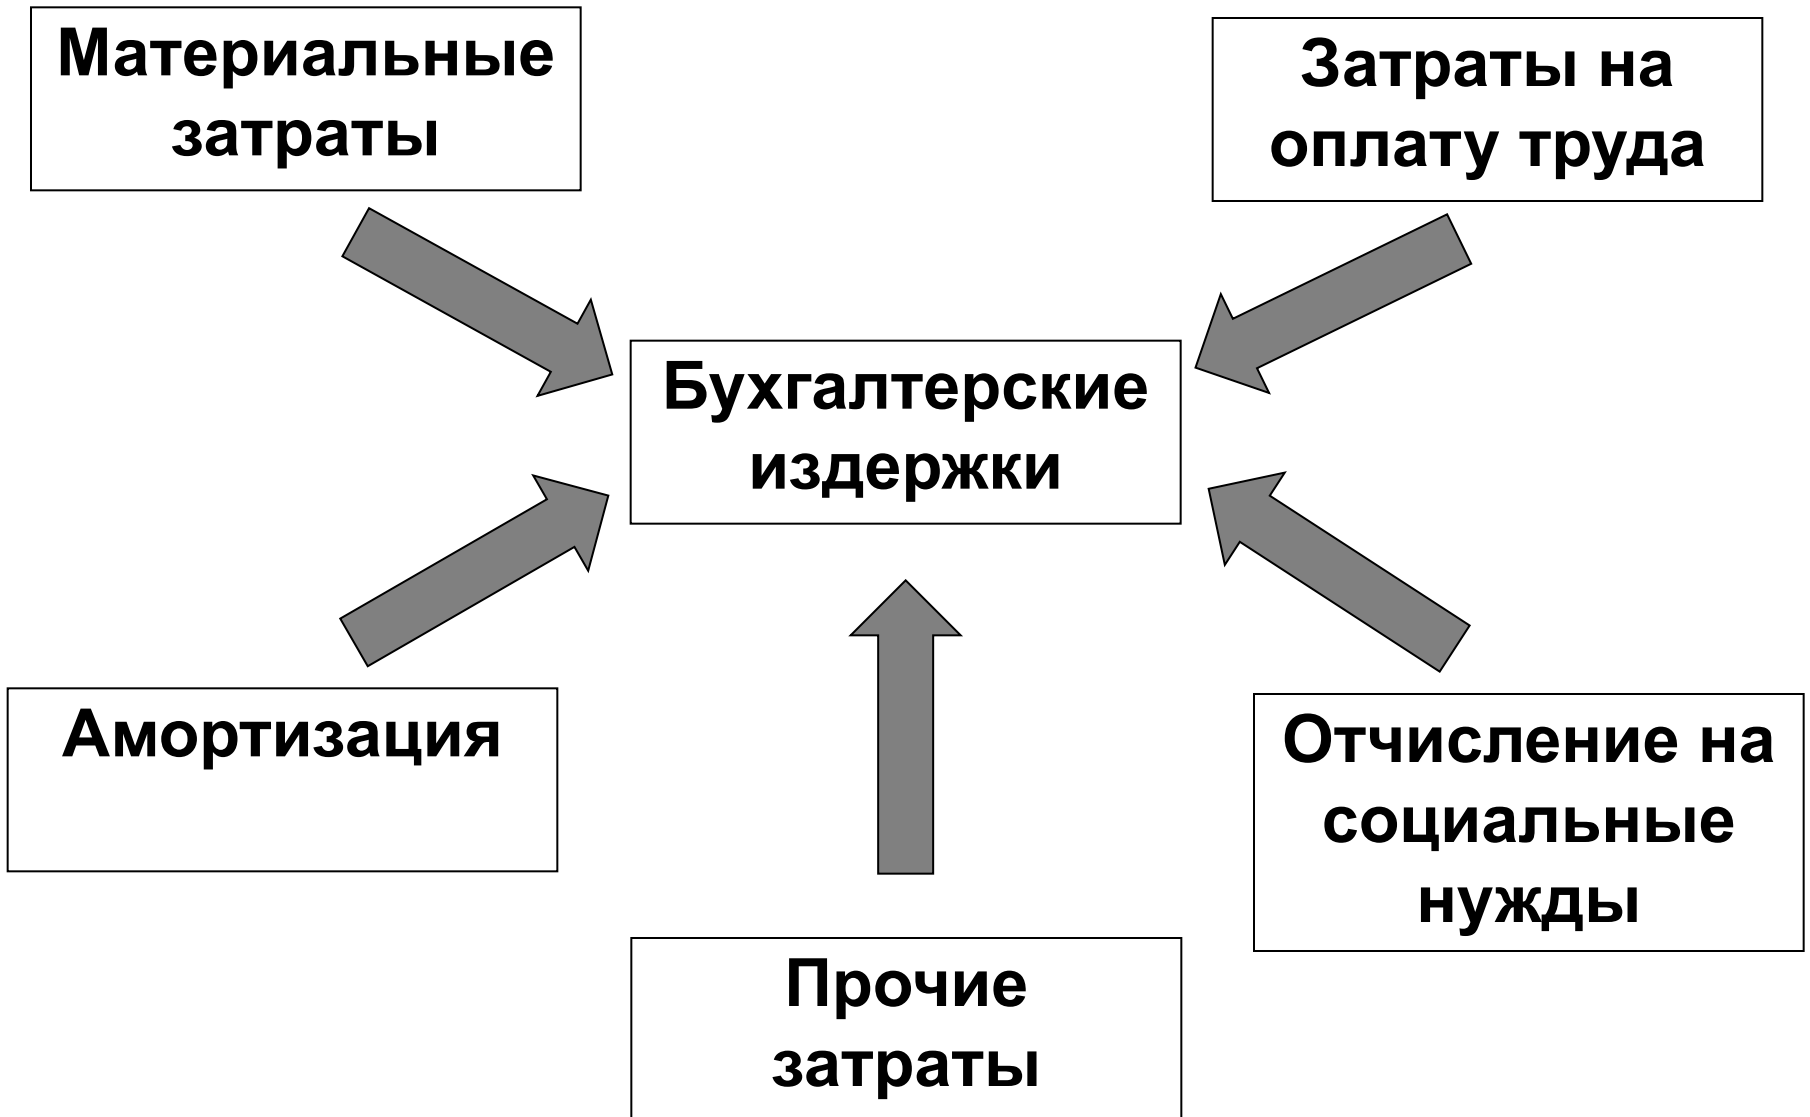 Материальные
затраты
Затраты на
оплату труда
Бухгалтерские
издержки
Амортизация
Отчисление на
социальные
нужды
Прочие
затраты